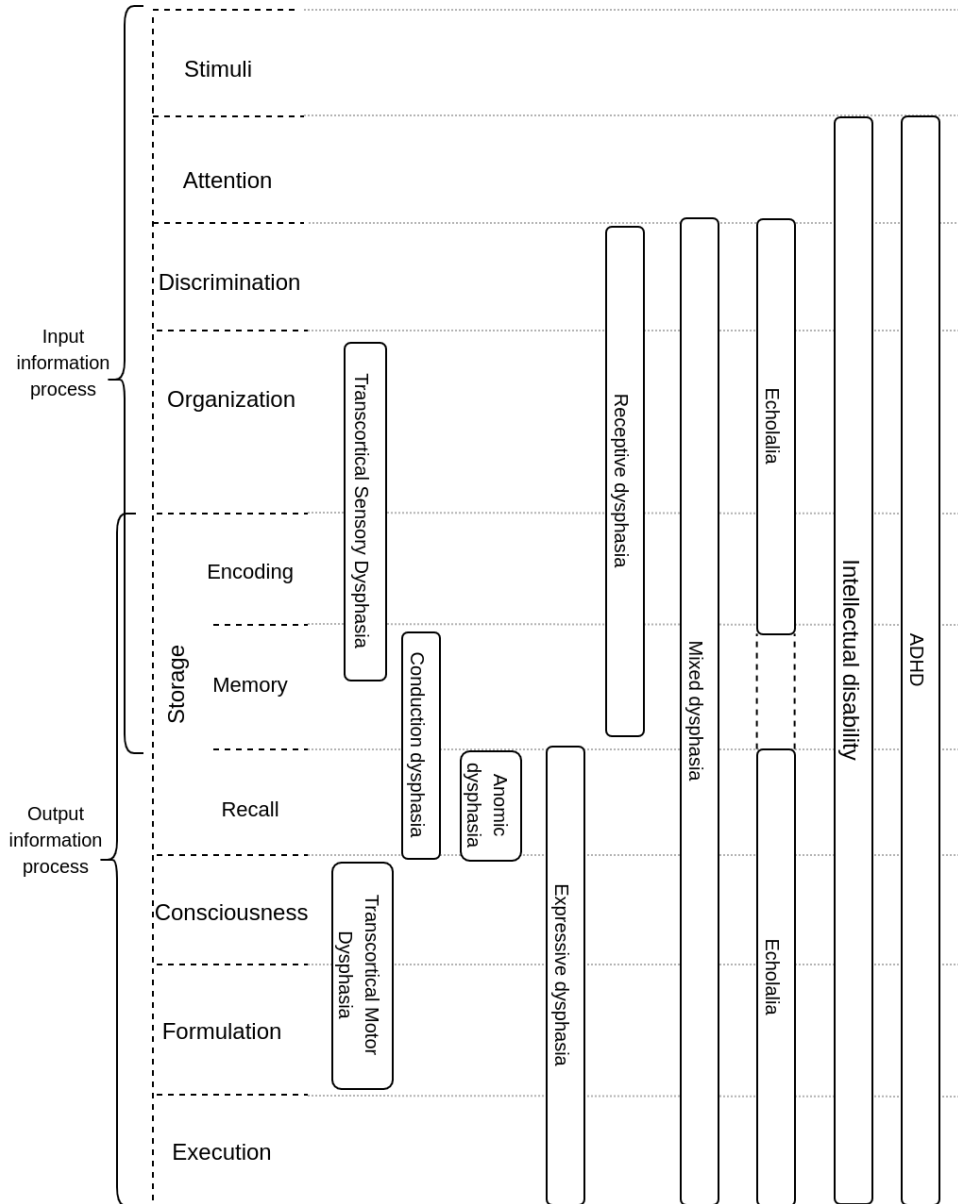 Stimuli
Attention
Discrimination
Input
information
process
Organization
Encoding
Storage
Memory
Recall
Output
information
process
Consciousness
Formulation
Execution
Transcortical Sensory Dysphasia
Conduction dysphasia
Anomic
dysphasia
Transcortical Motor
Dysphasia
Expressive dysphasia
Receptive dysphasia
Mixed dysphasia
Echolalia
Echolalia
Intellectual disability
ADHD